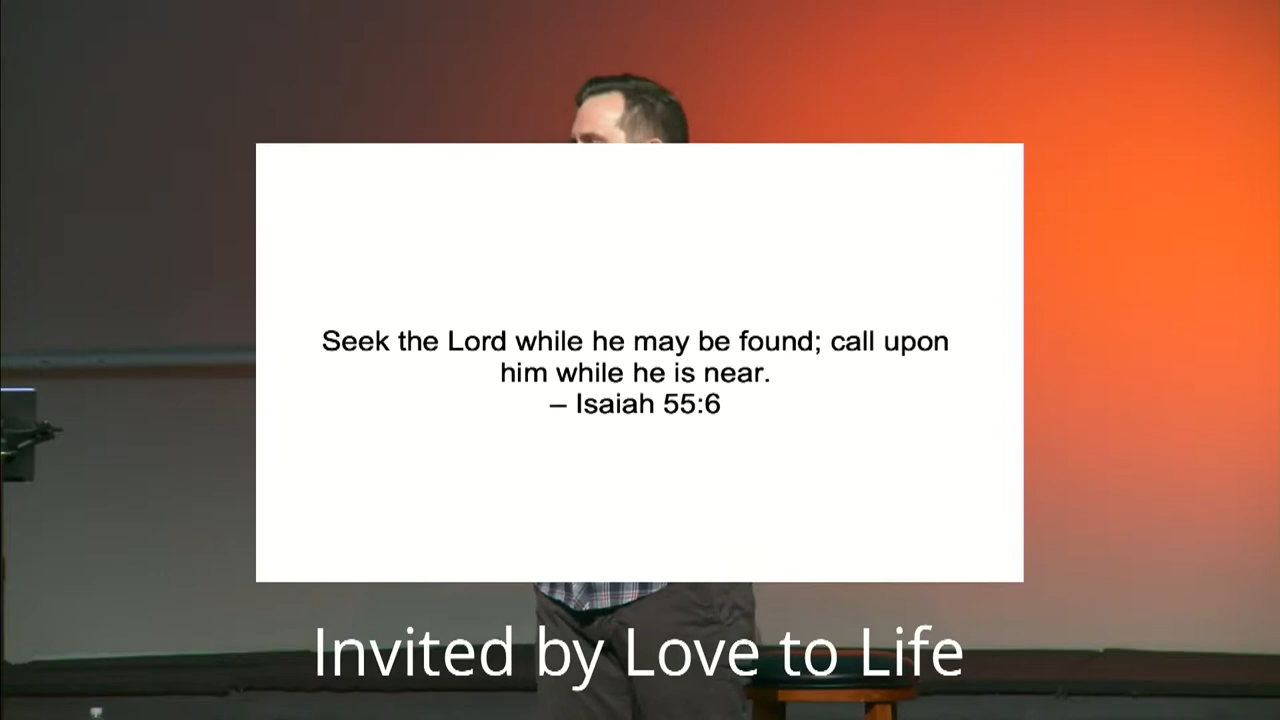 Seek the Lord while he may be found; call upon
him while he is near.
– Isaiah 55:6
Invited by Love to Life